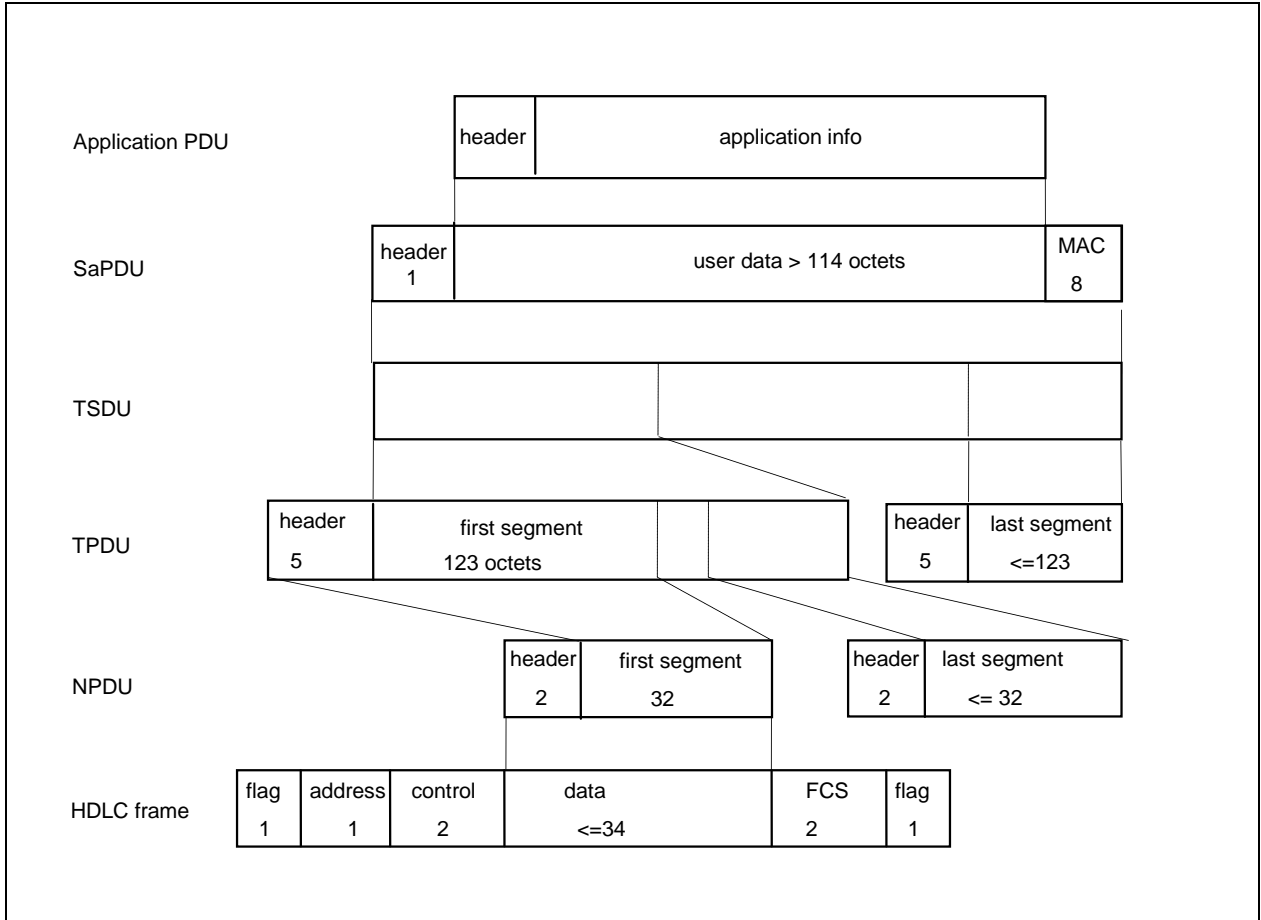 Application PDU
header
application info
SaPDU
header
1
user data > 114 octets
MAC
8
TSDU
TPDU
header
5
first segment
123 octets
header
5
last segment
<=123
NPDU
header
2
first segment
32
header
2
last segment
<= 32
HDLC frame
flag
1
address
1
control
2
data
<=34
FCS
2
flag
1